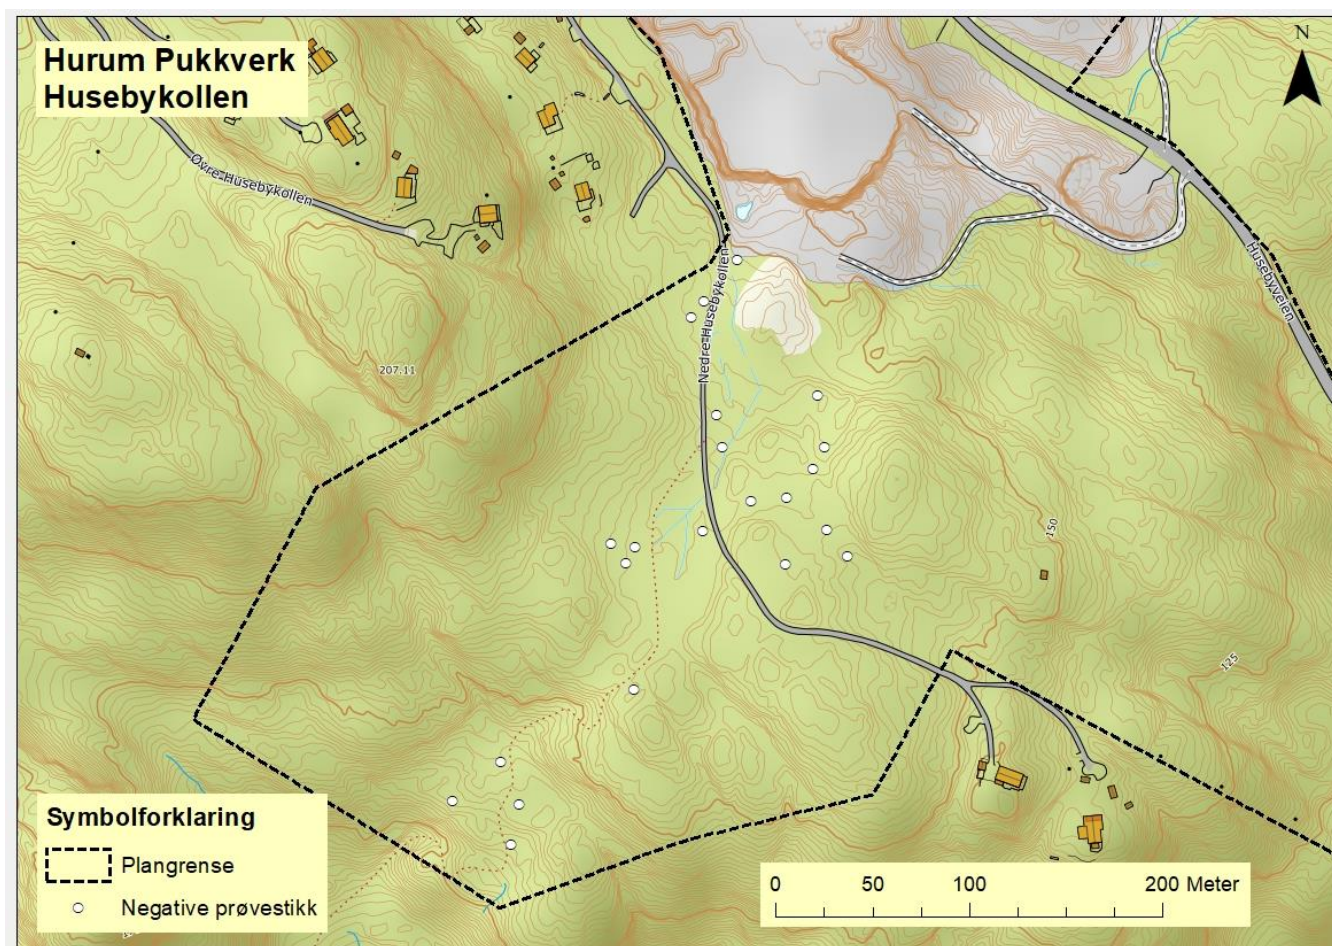 Hurum Pukkverk
Husebykollen
N
Øvre Husebykollen
Nedre Husebykollen
Husebyveien
207.11
150
125
Symbolforklaring
Plangrense
Negative prøvestikk
0 50 100 200 Meter